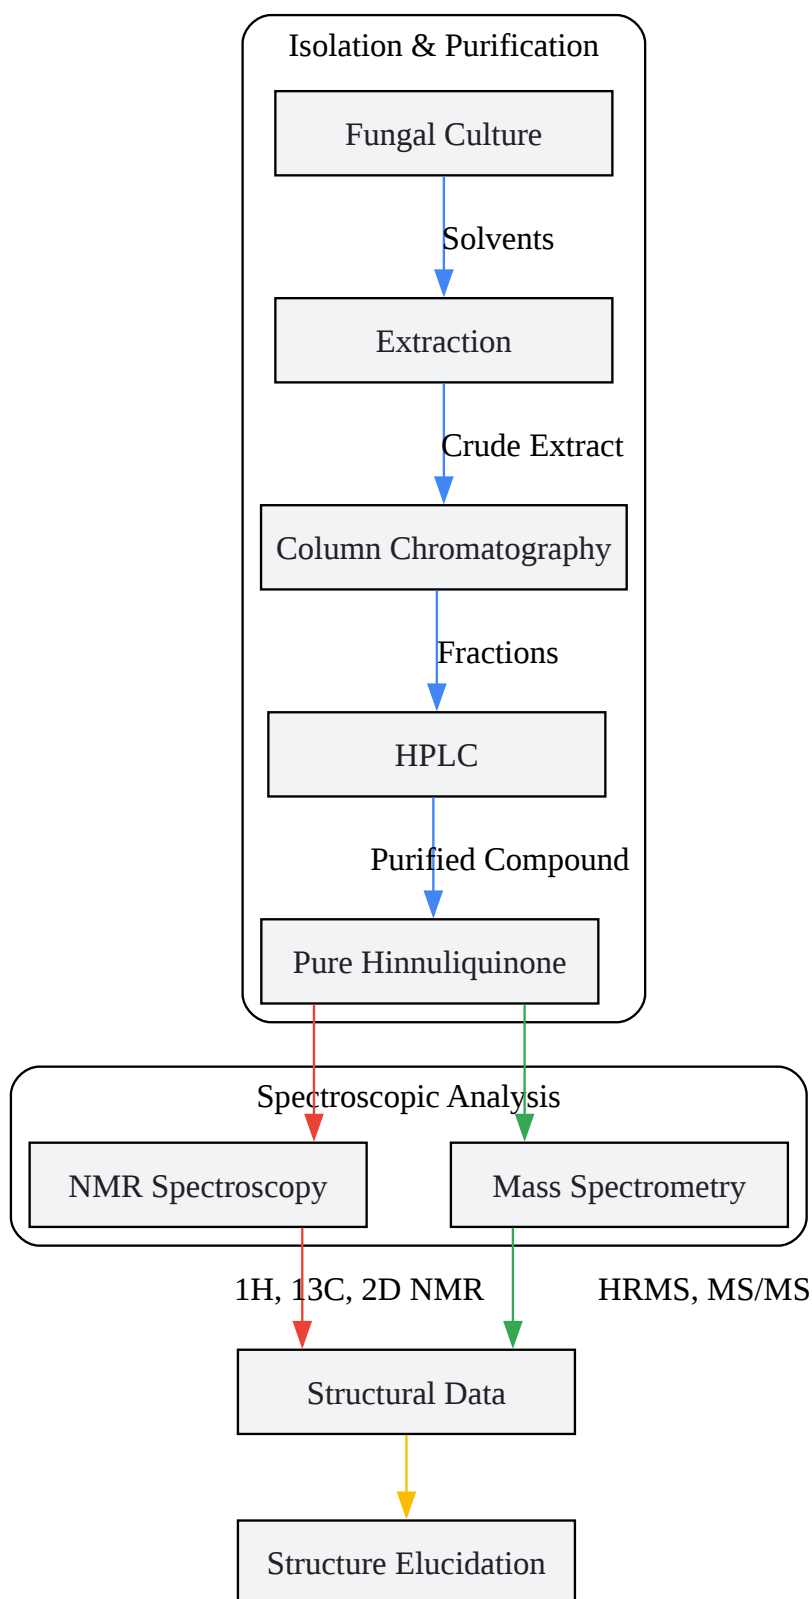 Isolation & Purification
Fungal Culture
Solvents
Extraction
Crude Extract
Column Chromatography
Fractions
HPLC
Purified Compound
Pure Hinnuliquinone
Spectroscopic Analysis
NMR Spectroscopy
Mass Spectrometry
1H, 13C, 2D NMR
HRMS, MS/MS
Structural Data
Structure Elucidation